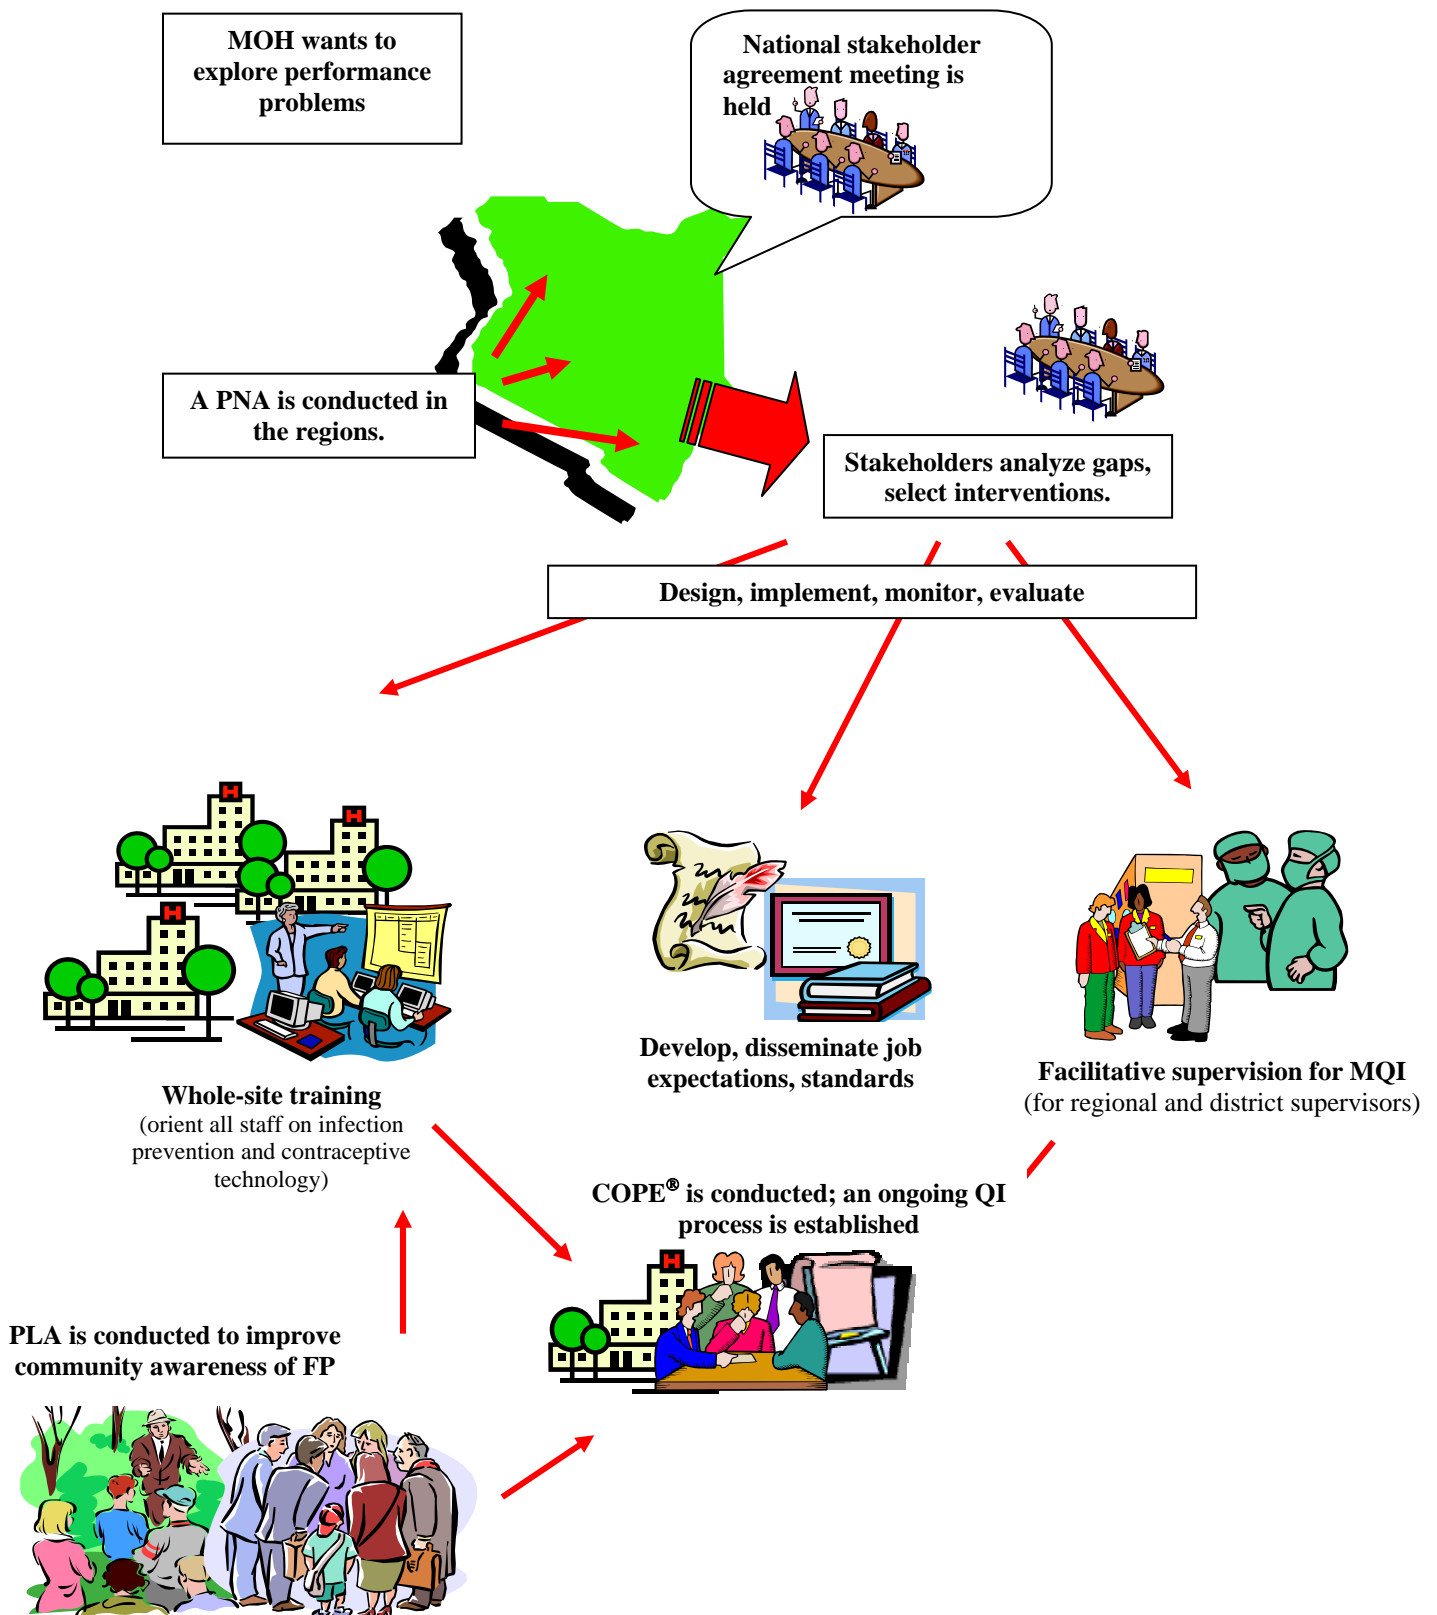 MOH wants to
explore performance
problems
National stakeholder
agreement meeting is
held
A PNA is conducted in
the regions.
Stakeholders analyze gaps,
select interventions.
Design, implement, monitor, evaluate
H
H
H
Whole-site training
(orient all staff on infection
prevention and contraceptive
technology)
Develop, disseminate job
expectations, standards
Facilitative supervision for MQI
(for regional and district supervisors)
COPE® is conducted; an ongoing QI
process is established
H
PLA is conducted to improve
community awareness of FP